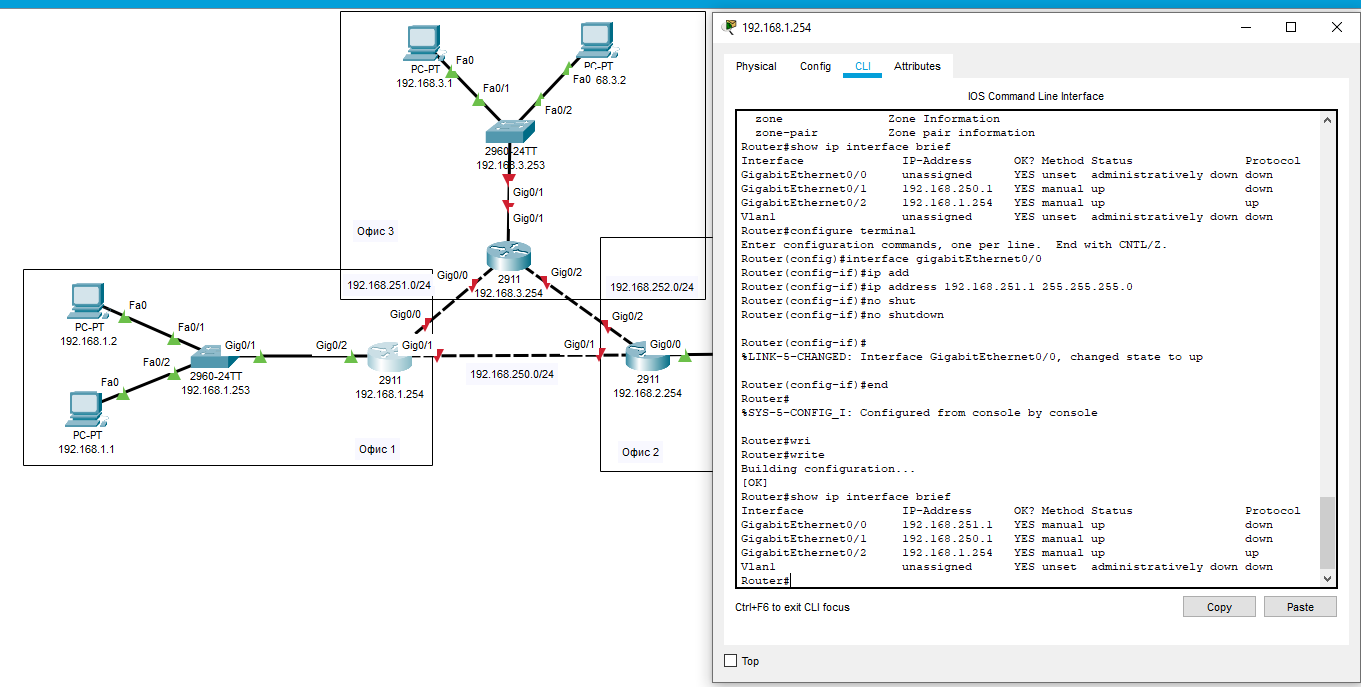 PC-PT
192.168.3.1
Fa0
PC-PT
Fa0
68.3.2
Fa0/1
Fa0/2
2960-24TT
192.168.3.253
Gig0/1
Gig0/1
Офис 3
2911
192.168.3.254
Gig0/0
Gig0/2
192.168.251.0/24
192.168.252.0/24
Gig0/0
Gig0/2
PC-PT
192.168.1.2
Fa0
Fa0/1
Fa0/2
Gig0/1
2960-24TT
192.168.1.253
Fa0
PC-PT
192.168.1.1
Gig0/2
Gig0/1
2911
192.168.1.254
Офис 1
192.168.250.0/24
Gig0/1
Gig0/0
2911
192.168.2.254
Офис 2
192.168.1.254
Physical Config CLI Attributes
IOS Command Line Interface
zone Zone Information
zone-pair Zone pair information
Router#show ip interface brief
Interface IP-Address OK? Method Status Protocol
GigabitEthernet0/0 unassigned YES unset administratively down down
GigabitEthernet0/1 192.168.250.1 YES manual up down
GigabitEthernet0/2 192.168.1.254 YES manual up up
Vlan1 unassigned YES unset administratively down down
Router#configure terminal
Enter configuration commands, one per line. End with CNTL/Z.
Router(config)#interface gigabitEthernet0/0
Router(config-if)#ip add
Router(config-if)#ip address 192.168.251.1 255.255.255.0
Router(config-if)#no shut
Router(config-if)#no shutdown
Router(config-if)#
%LINK-5-CHANGED: Interface GigabitEthernet0/0, changed state to up
Router(config-if)#end
Router#
%SYS-5-CONFIG_I: Configured from console by console
Router#wri
Router#write
Building configuration...
[OK]
Router#show ip interface brief
Interface IP-Address OK? Method Status Protocol
GigabitEthernet0/0 192.168.251.1 YES manual up down
GigabitEthernet0/1 192.168.250.1 YES manual up down
GigabitEthernet0/2 192.168.1.254 YES manual up up
Vlan1 unassigned YES unset administratively down down
Router#
Ctrl+F6 to exit CLI focus
Copy
Paste
Top